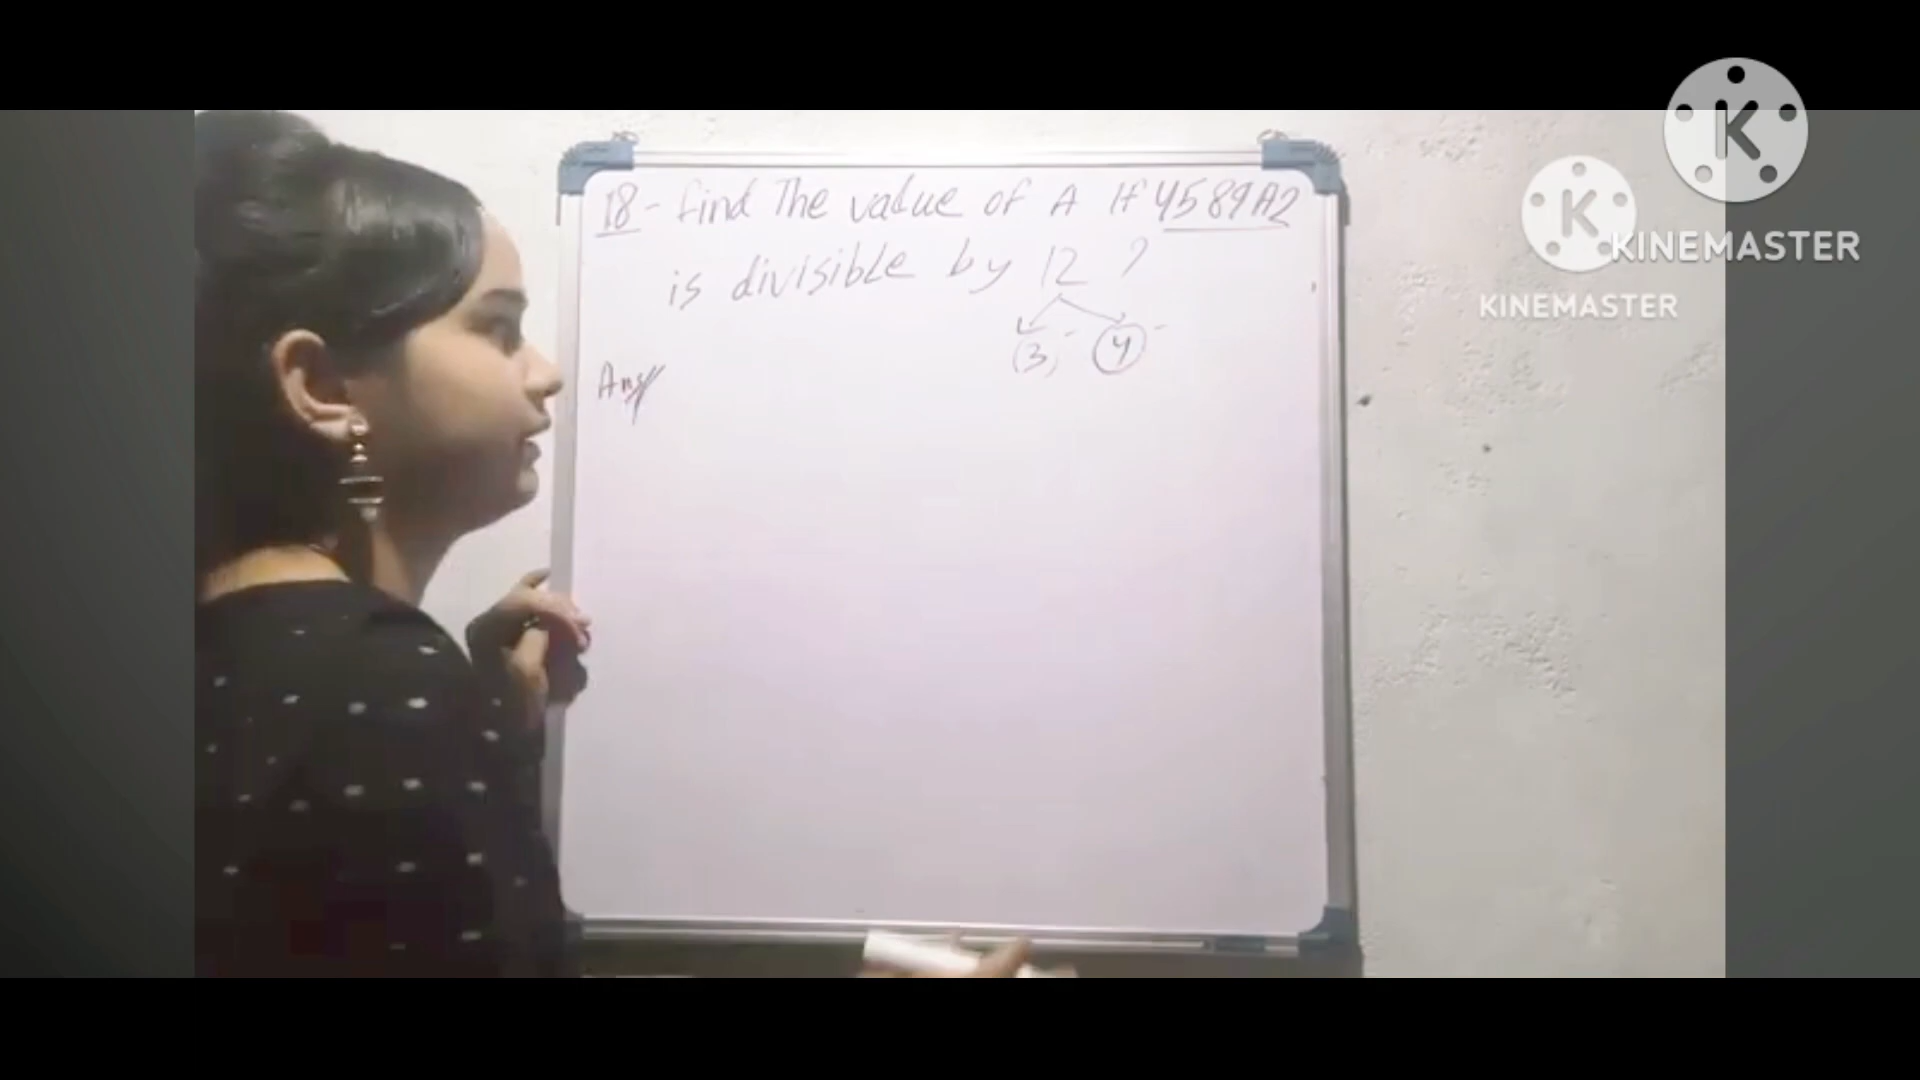 18 - find The value of A If 4589A2
is divisible by 12 ?
3 4
Ans
K
KINEMASTER
K
KINEMASTER